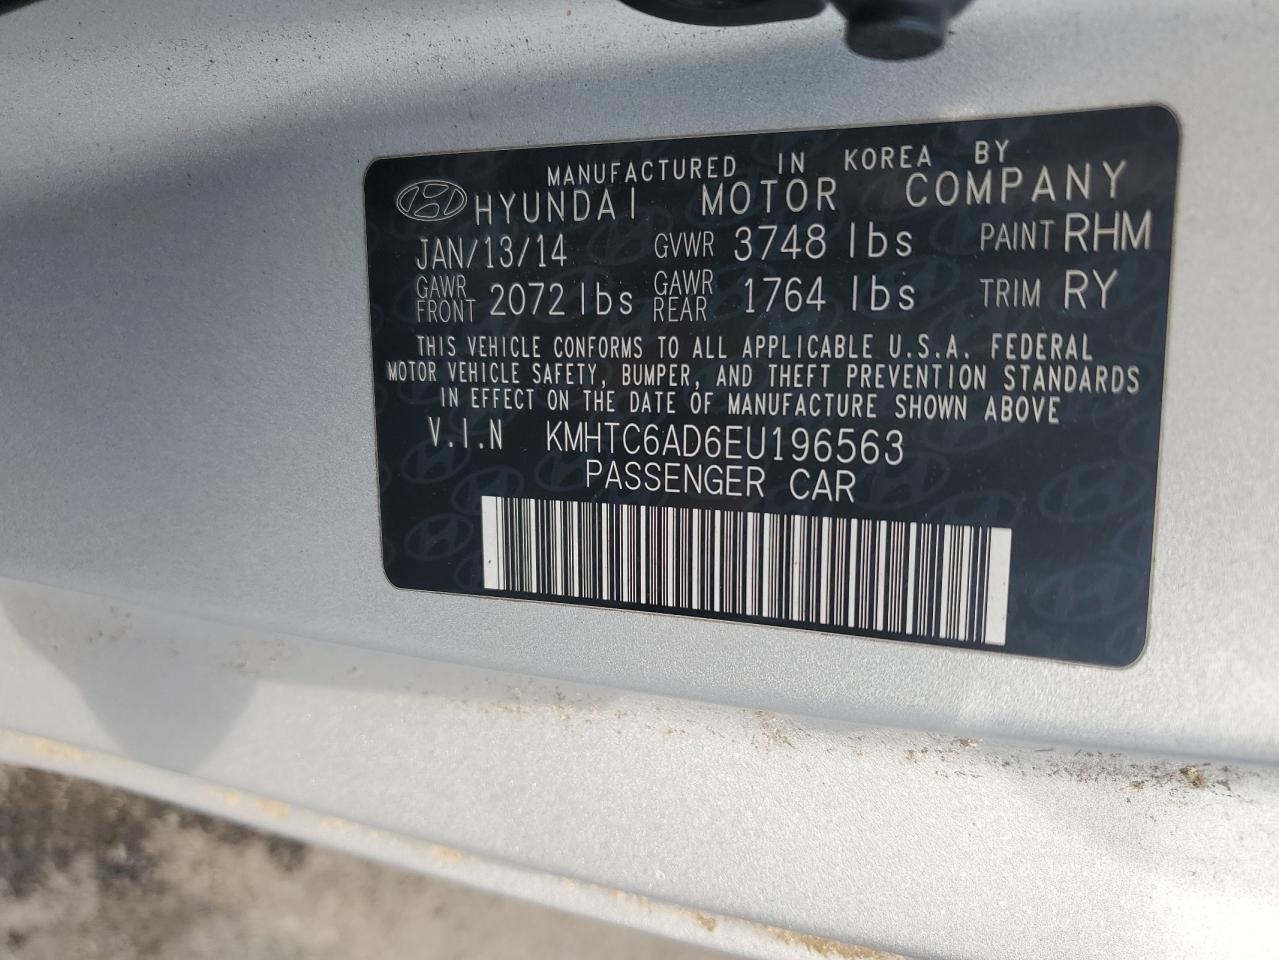 MANUFACTURED IN KOREA BY
HYUNDAI MOTOR COMPANY
JAN/13/14 GVWR 3748 lbs PAINT RHM
GAWR FRONT 2072 lbs GAWR REAR 1764 lbs TRIM RY
THIS VEHICLE CONFORMS TO ALL APPLICABLE U.S.A. FEDERAL
MOTOR VEHICLE SAFETY, BUMPER, AND THEFT PREVENTION STANDARDS
IN EFFECT ON THE DATE OF MANUFACTURE SHOWN ABOVE
V.I.N KMHTC6AD6EU196563
PASSENGER CAR